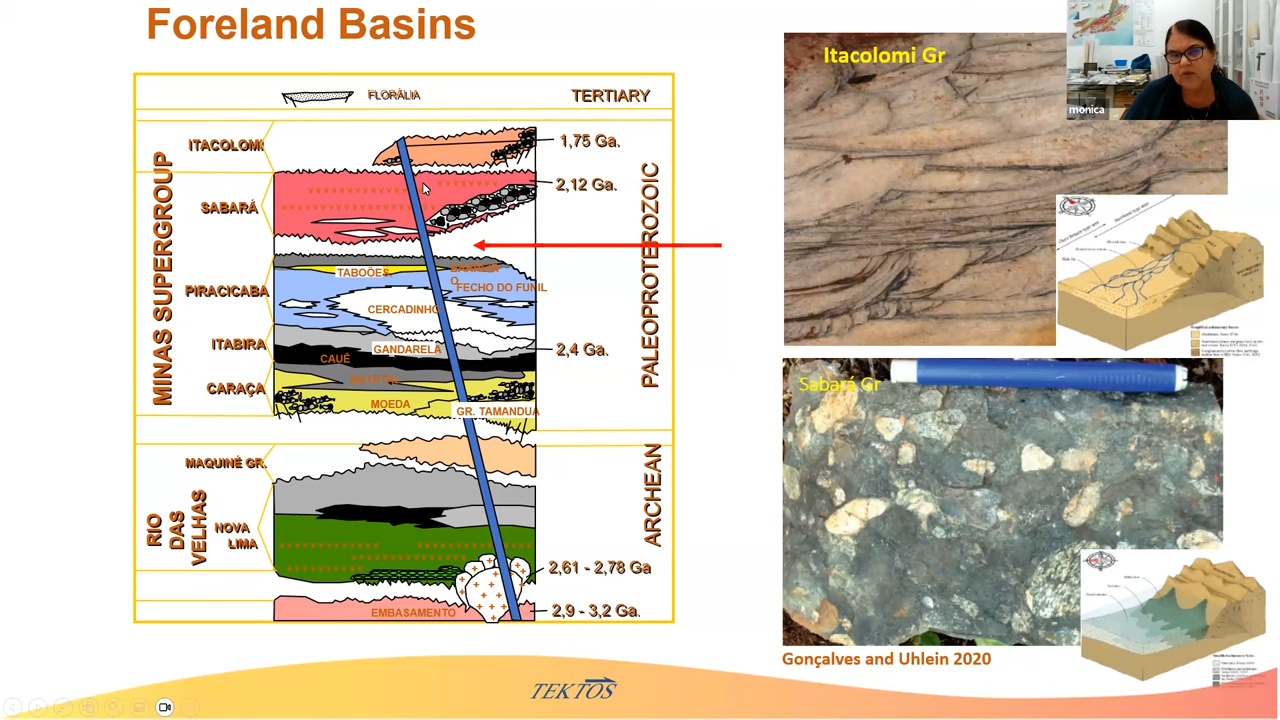 Foreland Basins
FLORÁLIA
TERTIARY
ITACOLOMI
1,75 Ga.
2,12 Ga.
SABARÁ
MINAS SUPERGROUP
PALEOPROTEROZOIC
TABOÕES
PIRACICABA
FECHO DO FUNIL
CERCADINHO
ITABIRA
GANDARELA
2,4 Ga.
CAUÊ
BATATAL
CARAÇA
MOEDA
GR. TAMANDUA
MAQUINÉ GR.
ARCHEAN
RIO
DAS
VELHAS
NOVA
LIMA
2,61 - 2,78 Ga
EMBASAMENTO
2,9 - 3,2 Ga.
Itacolomi Gr
monica
Sabará Gr
Gonçalves and Uhlein 2020
TEKTOS